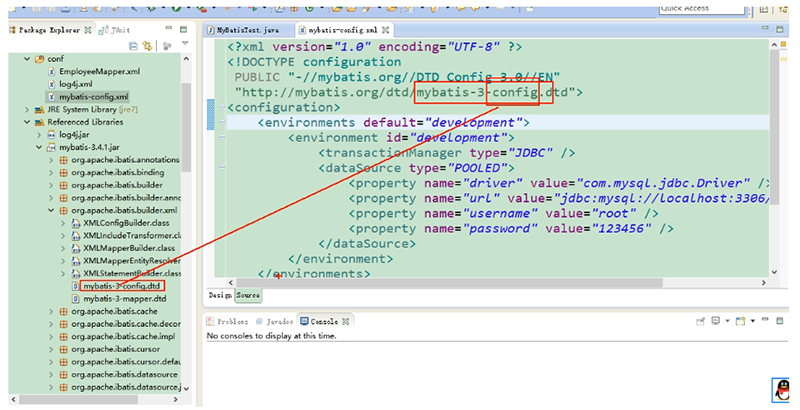 Quick Access
Package Explorer
JUnit
conf
EmployeeMapper.xml
log4j.xml
mybatis-config.xml
JRE System Library [jre7]
Referenced Libraries
log4j.jar
mybatis-3.4.1.jar
org.apache.ibatis.annotations
org.apache.ibatis.binding
org.apache.ibatis.builder
org.apache.ibatis.builder.annot
org.apache.ibatis.builder.xml
XMLConfigBuilder.class
XMLIncludeTransformer.cla
XMLMapperBuilder.class
XMLMapperEntityResolver
XMLStatementBuilder.class
mybatis-3-config.dtd
mybatis-3-mapper.dtd
org.apache.ibatis.cache
org.apache.ibatis.cache.decor
org.apache.ibatis.cache.impl
org.apache.ibatis.cursor
org.apache.ibatis.cursor.defau
org.apache.ibatis.datasource
org.apache.ibatis.datasource.j
MyBatisTest.java
mybatis-config.xml
<?xml version="1.0" encoding="UTF-8" ?>
<!DOCTYPE configuration
PUBLIC "-//mybatis.org//DTD Config 3.0//EN"
"http://mybatis.org/dtd/mybatis-3-config.dtd">
<configuration>
<environments default="development">
<environment id="development">
<transactionManager type="JDBC" />
<dataSource type="POOLED">
<property name="driver" value="com.mysql.jdbc.Driver" />
<property name="url" value="jdbc:mysql://localhost:3306/
<property name="username" value="root" />
<property name="password" value="123456" />
</dataSource>
</environment>
</environments>
Design
Source
Problems
Javadoc
Console
No consoles to display at this time.